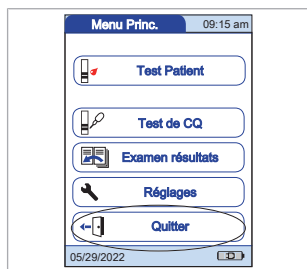 Menu Princ. 09:15 am
Test Patient
Test de CQ
Examen résultats
Réglages
Quitter
05/29/2022